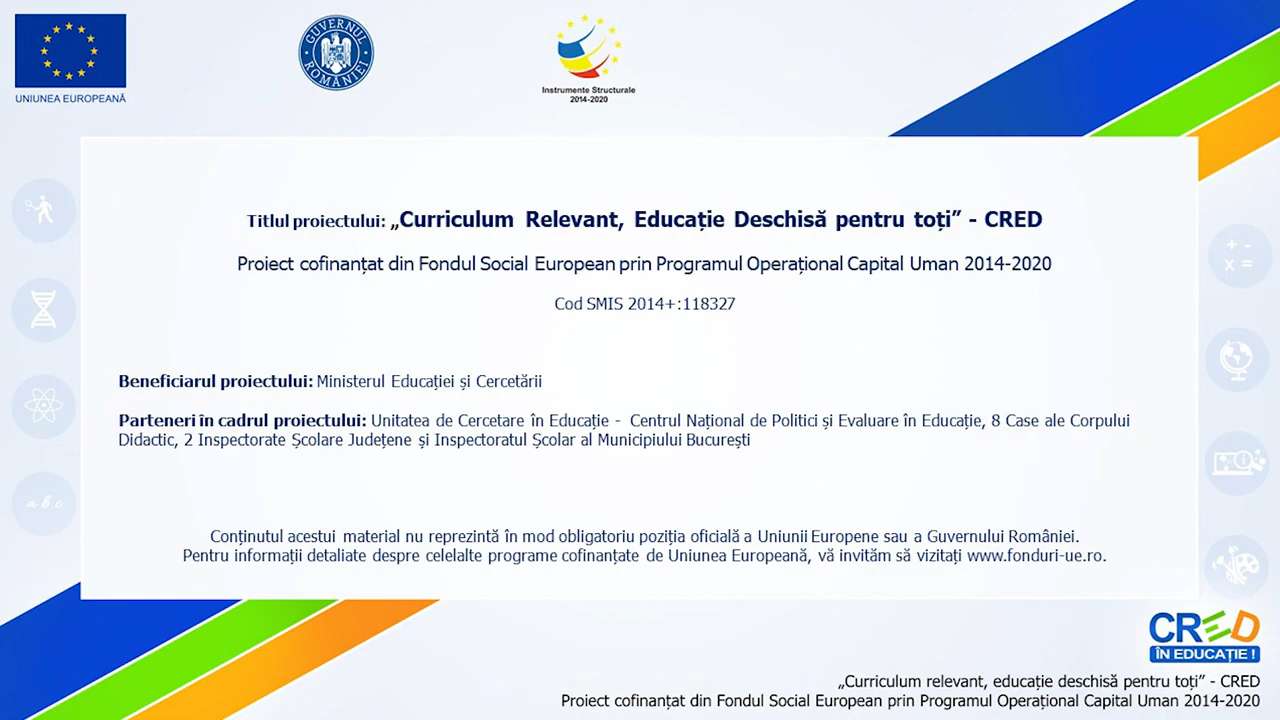 UNIUNEA EUROPEANĂ
GUVERNUL ROMÂNIEI
Instrumente Structurale
2014-2020
Titlul proiectului: „Curriculum Relevant, Educație Deschisă pentru toți” - CRED
Proiect cofinanțat din Fondul Social European prin Programul Operațional Capital Uman 2014-2020
Cod SMIS 2014+:118327
+ -
x =
Beneficiarul proiectului: Ministerul Educației și Cercetării
Parteneri în cadrul proiectului: Unitatea de Cercetare în Educație - Centrul Național de Politici și Evaluare în Educație, 8 Case ale Corpului
Didactic, 2 Inspectorate Școlare Județene și Inspectoratul Școlar al Municipiului București
a b c
Conținutul acestui material nu reprezintă în mod obligatoriu poziția oficială a Uniunii Europene sau a Guvernului României.
Pentru informații detaliate despre celelalte programe cofinanțate de Uniunea Europeană, vă invităm să vizitați www.fonduri-ue.ro.
CRED
ÎN EDUCAȚIE !
„Curriculum relevant, educație deschisă pentru toți” - CRED
Proiect cofinanțat din Fondul Social European prin Programul Operațional Capital Uman 2014-2020